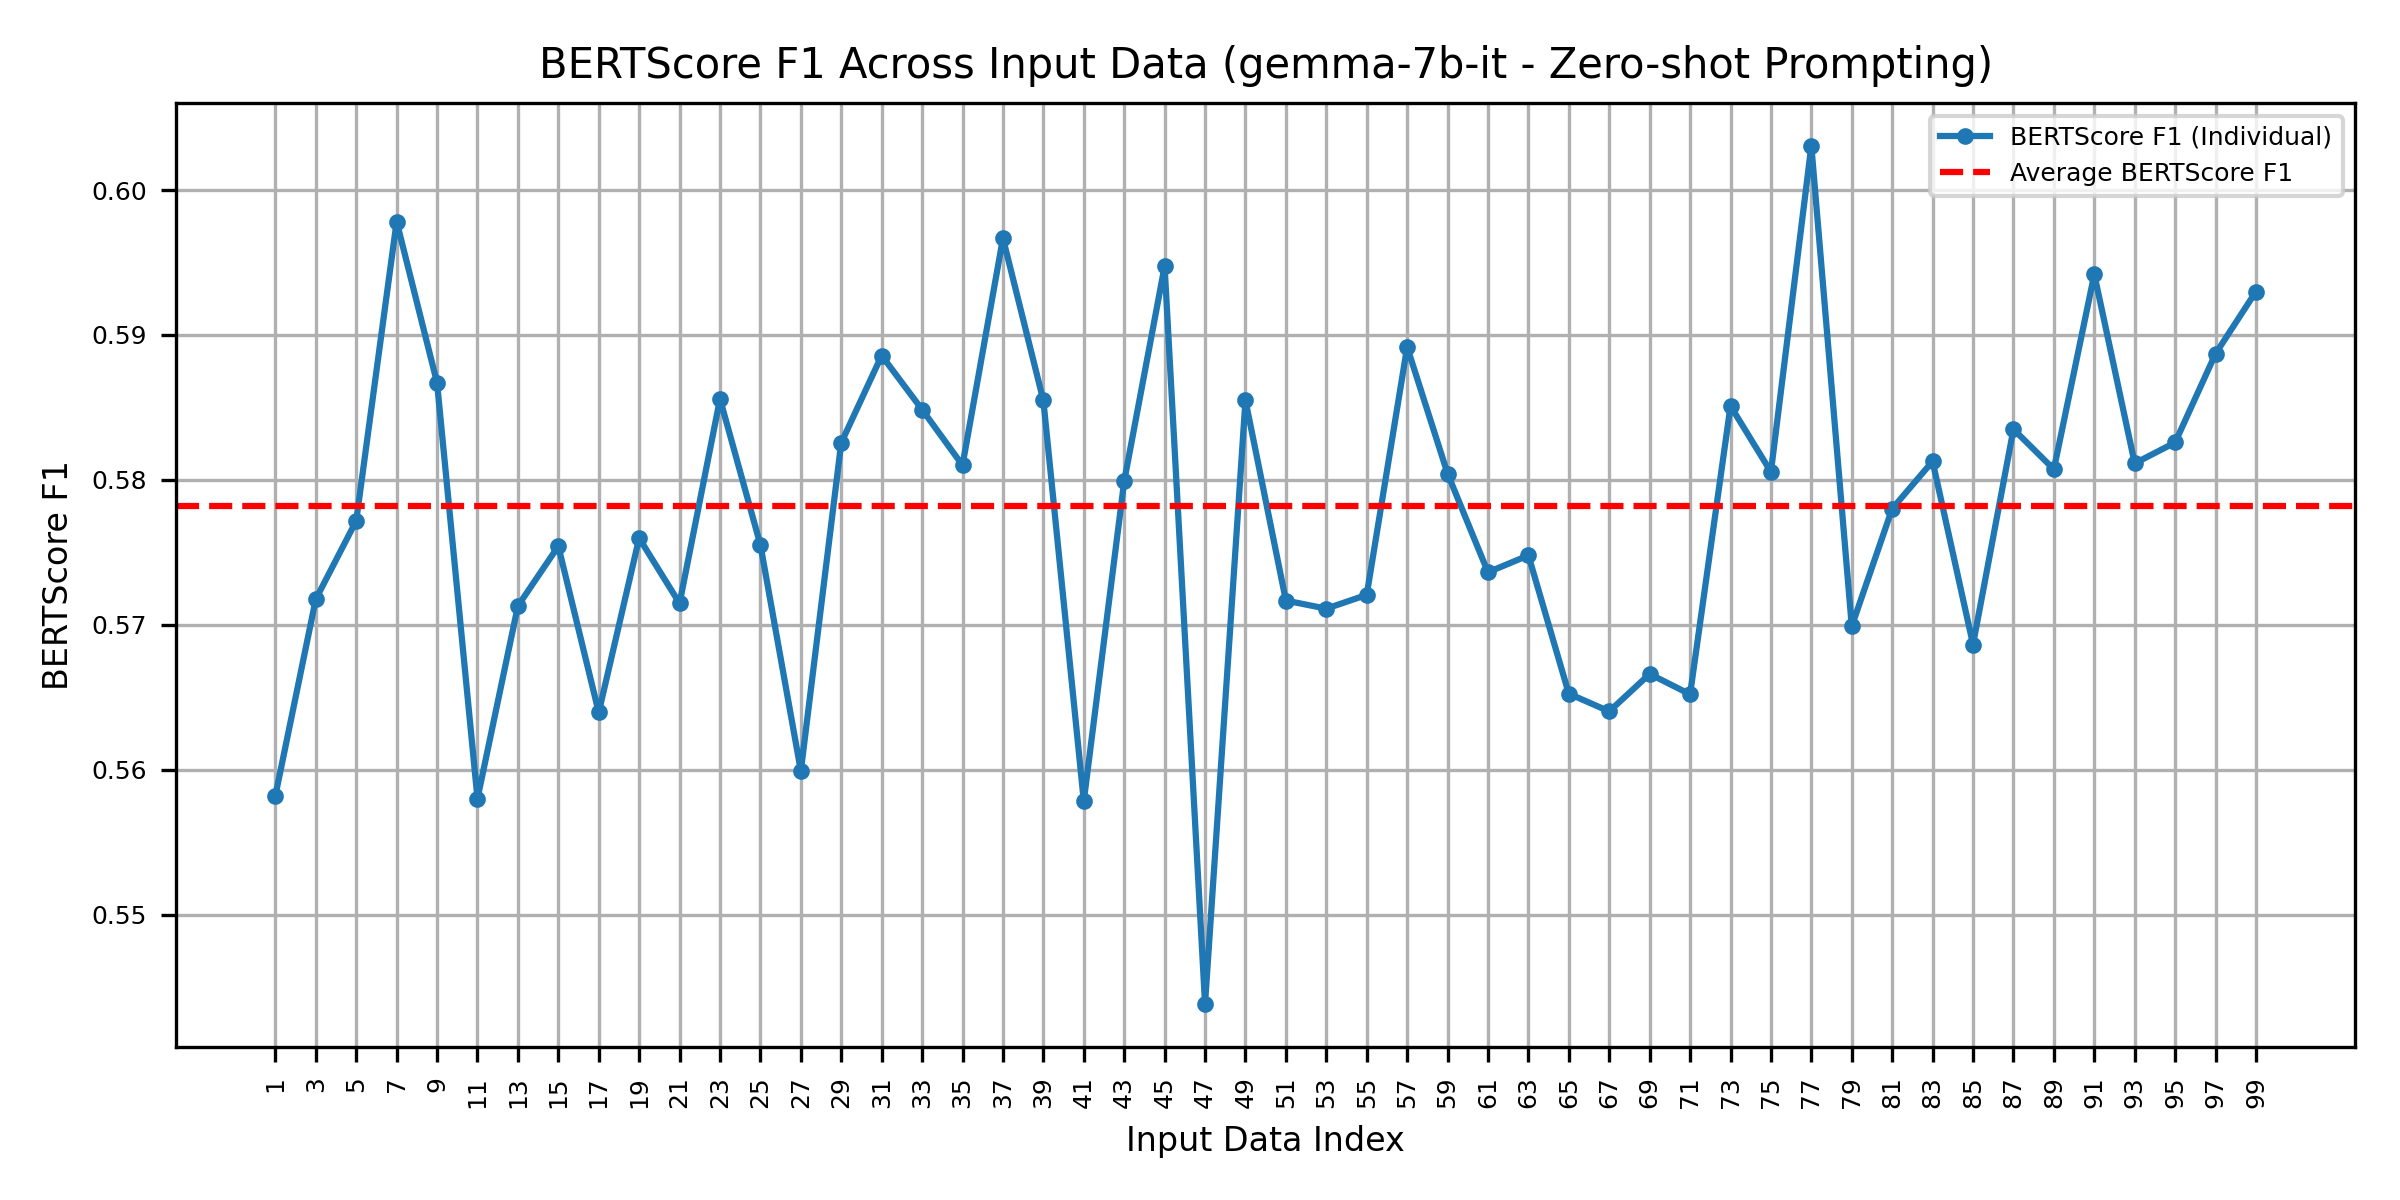 BERTScore F1 Across Input Data (gemma-7b-it - Zero-shot Prompting)
BERTScore F1 (Individual)
Average BERTScore F1
BERTScore F1
0.60
0.59
0.58
0.57
0.56
0.55
1 3 5 7 9 11 13 15 17 19 21 23 25 27 29 31 33 35 37 39 41 43 45 47 49 51 53 55 57 59 61 63 65 67 69 71 73 75 77 79 81 83 85 87 89 91 93 95 97 99
Input Data Index